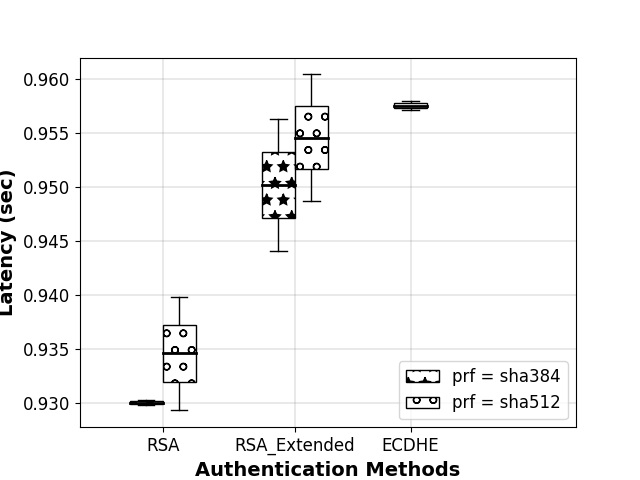 0.960
0.955
0.950
0.945
0.940
0.935
0.930
Latency (sec)
prf = sha384
prf = sha512
RSA
RSA_Extended
ECDHE
Authentication Methods